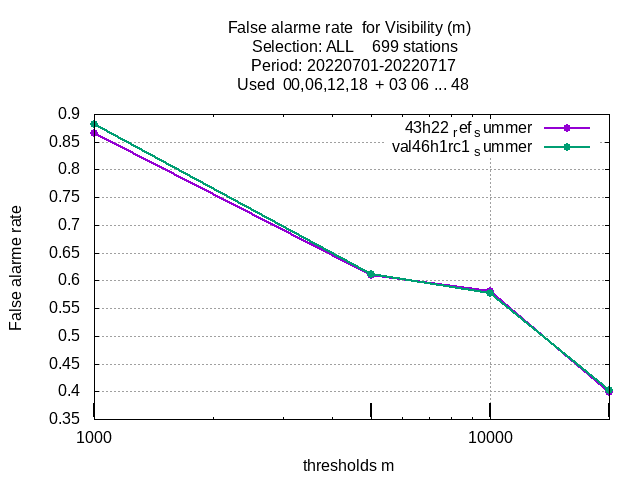 False alarme rate  for Visibility (m)
Selection: ALL    699 stations
Period: 20220701-20220717
Used  00,06,12,18  + 03 06 ... 48
43h22_ref_summer
val46h1rc1_summer
False alarme rate
0.9
0.85
0.8
0.75
0.7
0.65
0.6
0.55
0.5
0.45
0.4
0.35
1000
10000
thresholds m